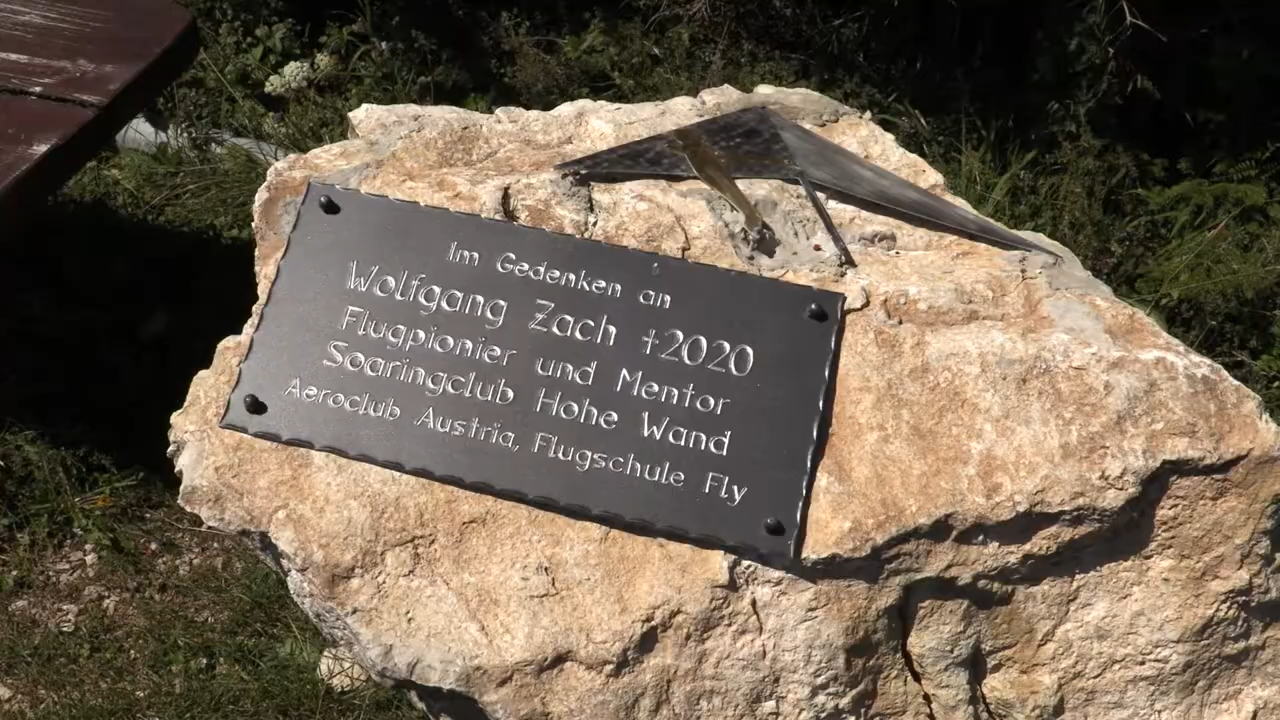 Im Gedenken an
Wolfgang Zach †2020
Flugpionier und Mentor
Soaringclub Hohe Wand
Aeroclub Austria, Flugschule Fly